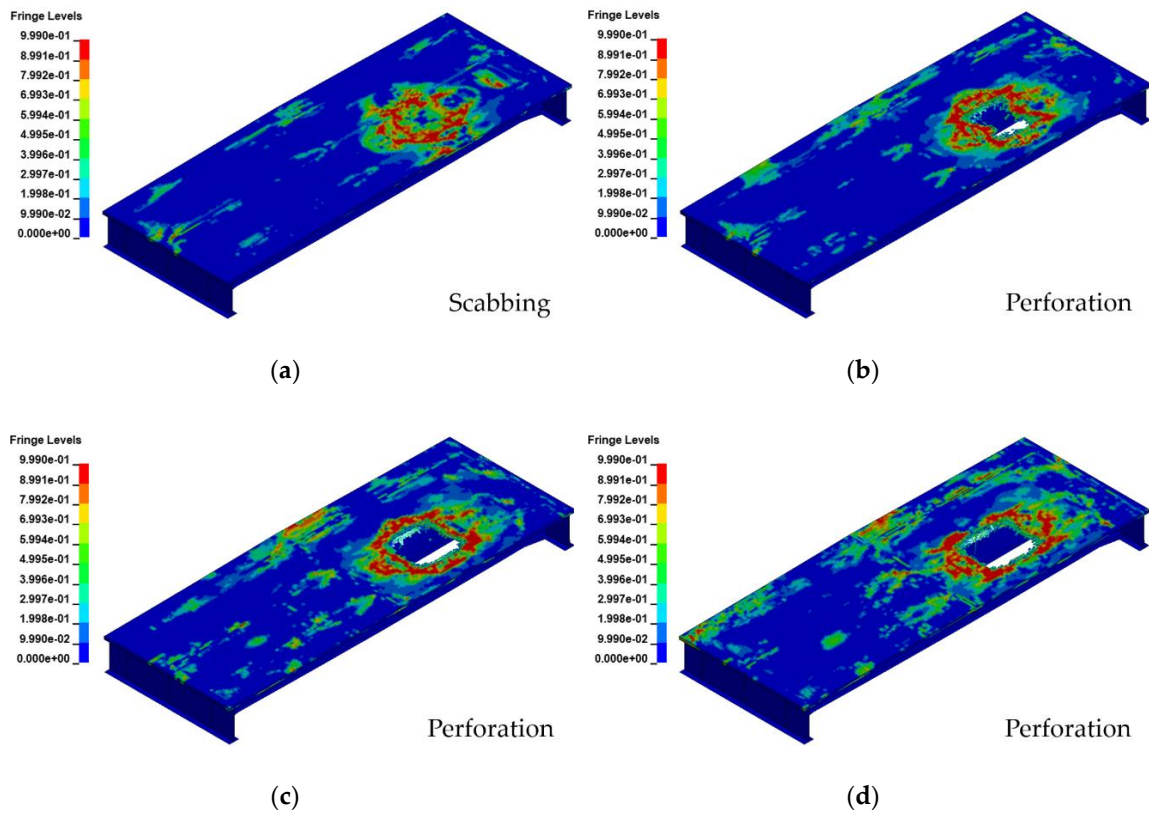 Fringe Levels
9.990e-01
8.991e-01
7.992e-01
6.993e-01
5.994e-01
4.995e-01
3.996e-01
2.997e-01
1.998e-01
9.990e-02
0.000e+00
Scabbing
(a)
Fringe Levels
9.990e-01
8.991e-01
7.992e-01
6.993e-01
5.994e-01
4.995e-01
3.996e-01
2.997e-01
1.998e-01
9.990e-02
0.000e+00
Perforation
(b)
Fringe Levels
9.990e-01
8.991e-01
7.992e-01
6.993e-01
5.994e-01
4.995e-01
3.996e-01
2.997e-01
1.998e-01
9.990e-02
0.000e+00
Perforation
(c)
Fringe Levels
9.990e-01
8.991e-01
7.992e-01
6.993e-01
5.994e-01
4.995e-01
3.996e-01
2.997e-01
1.998e-01
9.990e-02
0.000e+00
Perforation
(d)